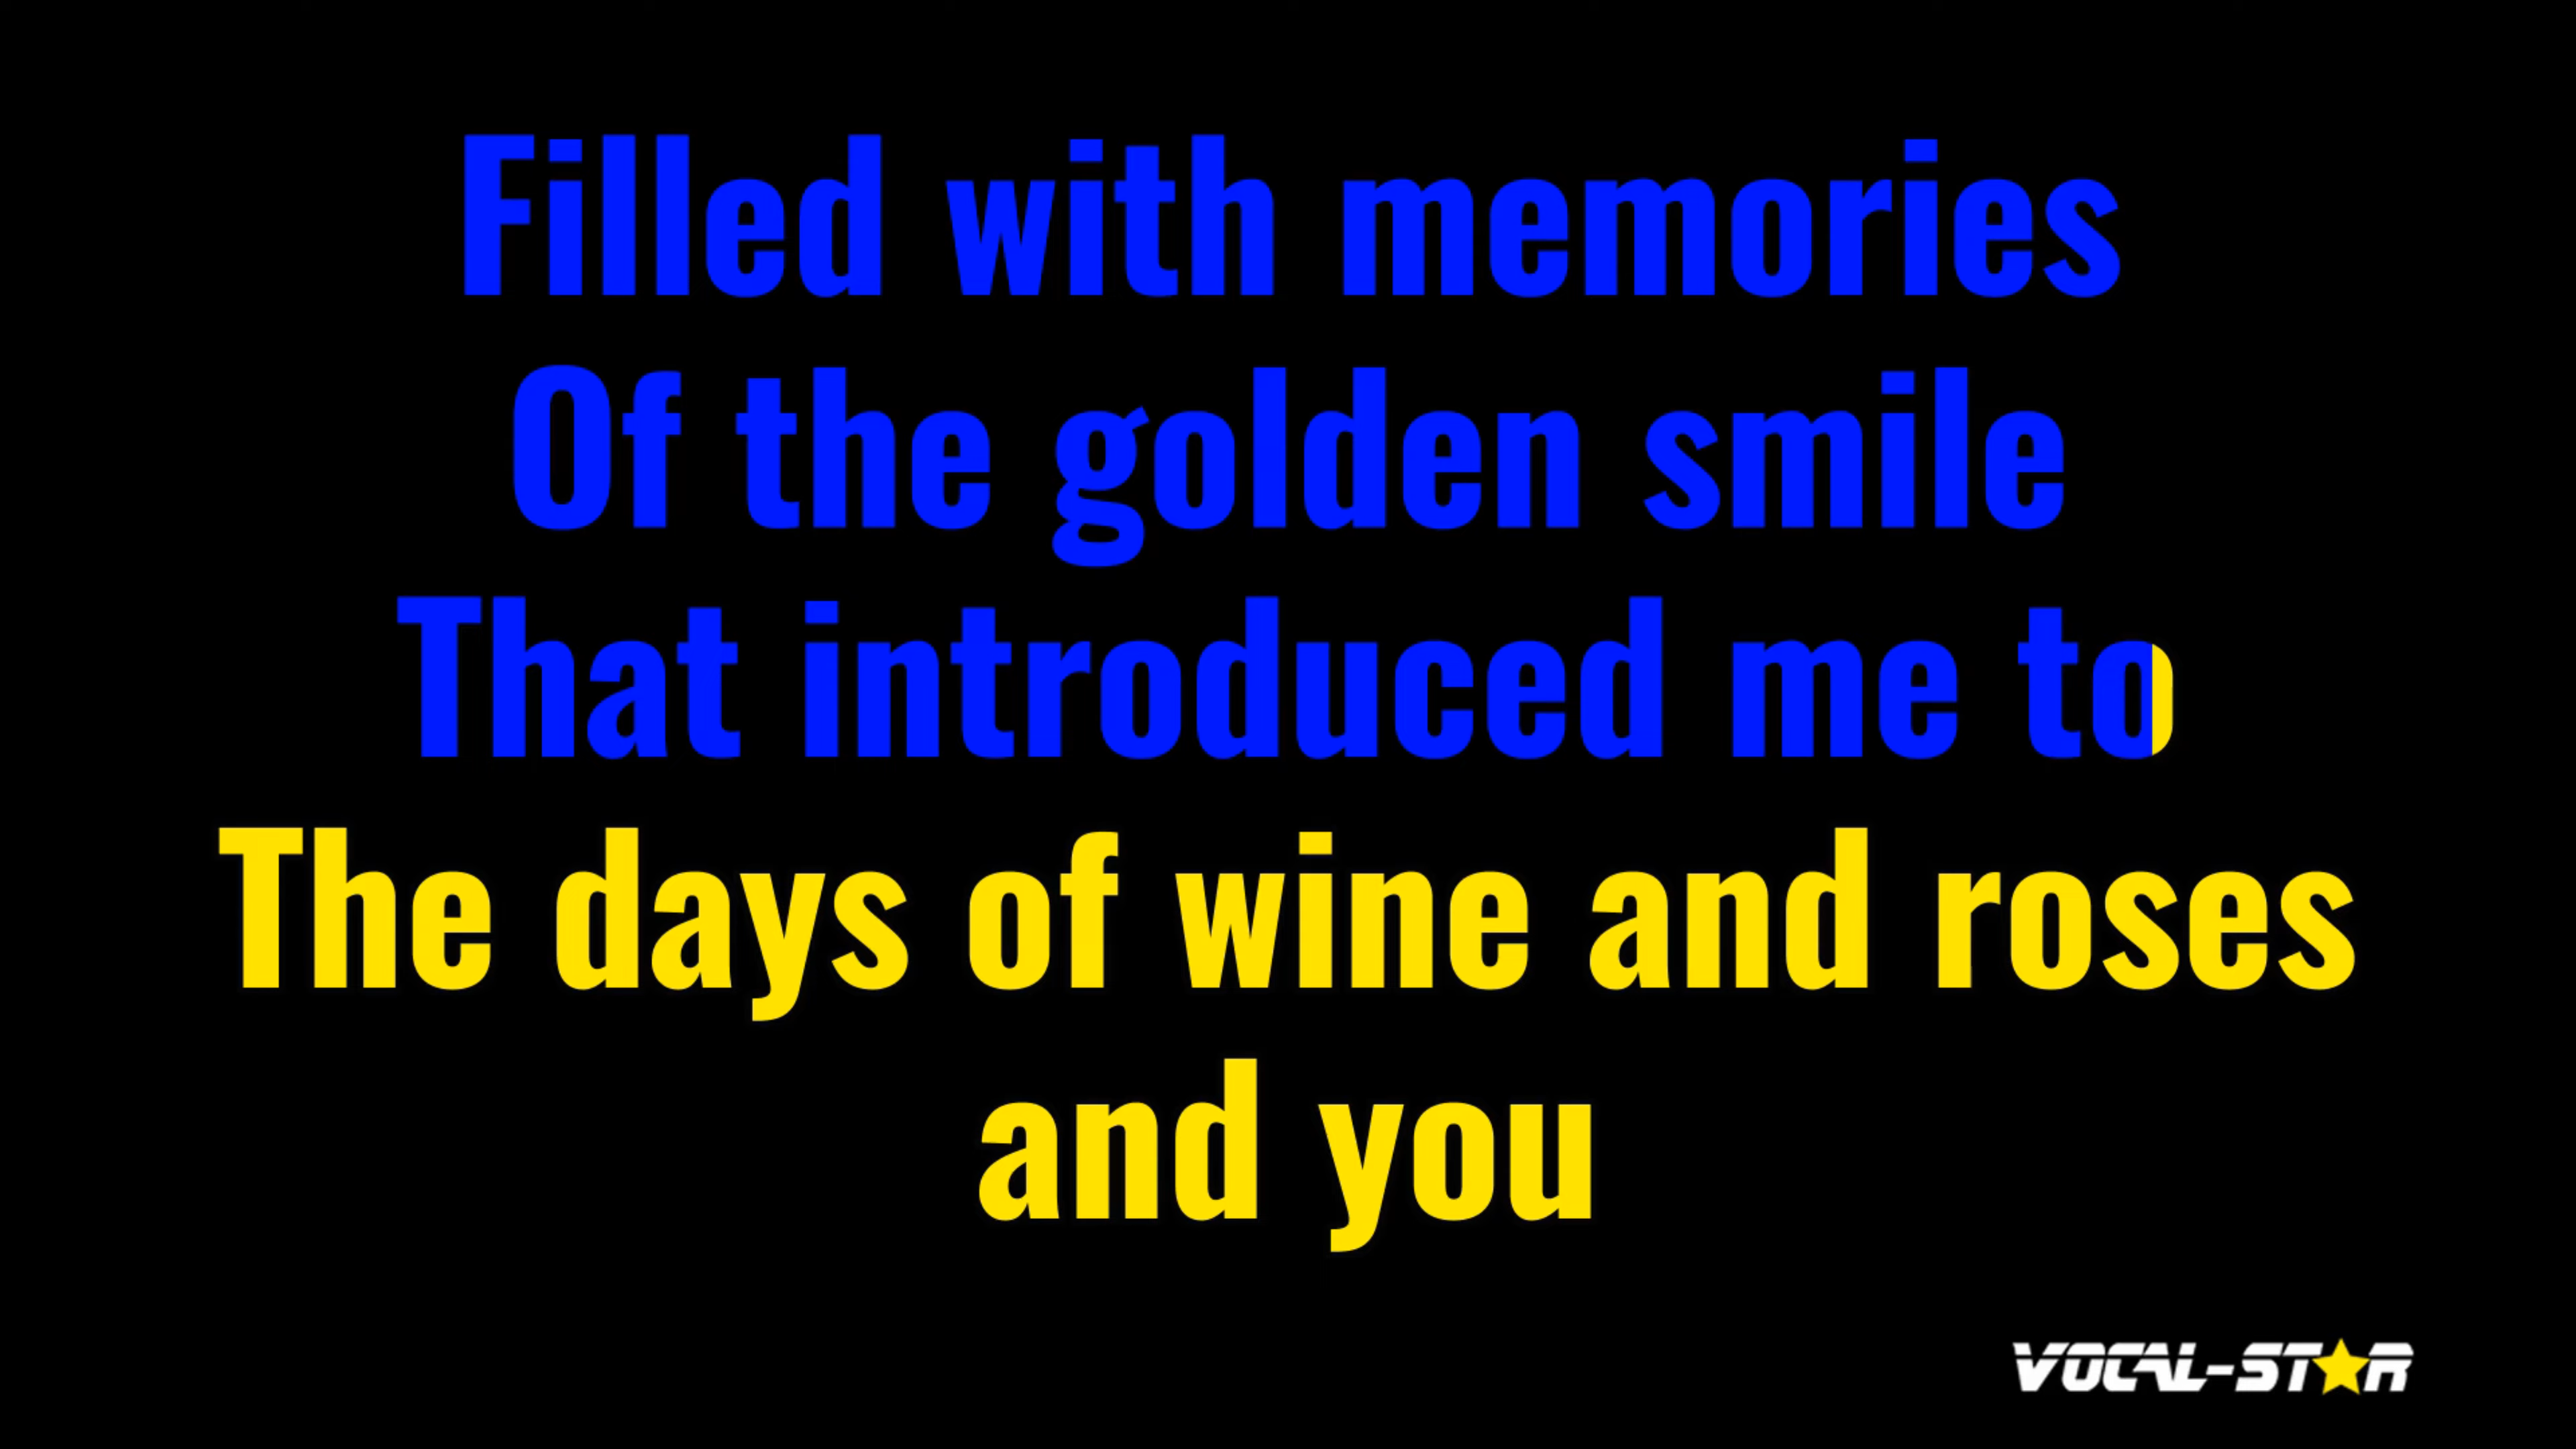 Filled with memories
Of the golden smile
That introduced me to
The days of wine and roses
and you
VOCAL-STAR